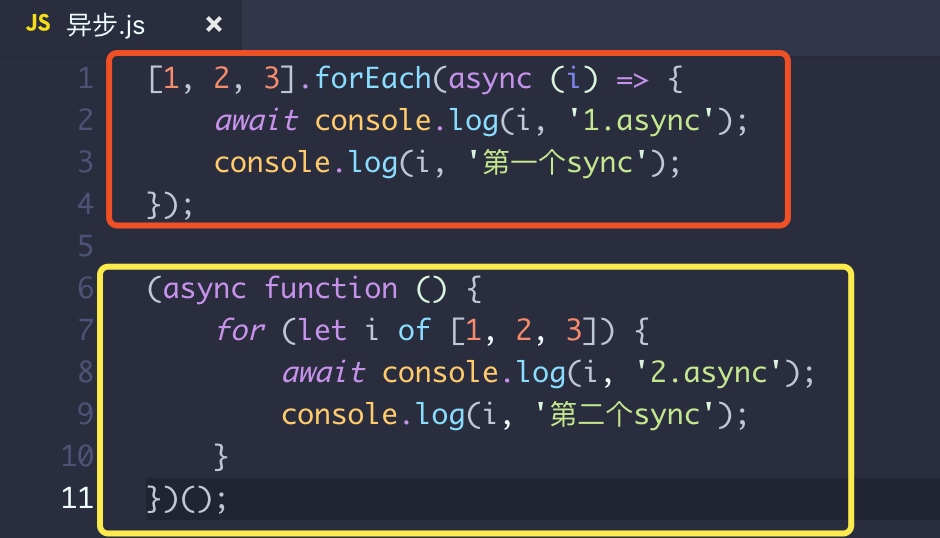 JS 异步.js ×
1 [1, 2, 3].forEach(async (i) => {
2 await console.log(i, '1.async');
3 console.log(i, '第一个sync');
4 });
5
6 (async function () {
7 for (let i of [1, 2, 3]) {
8 await console.log(i, '2.async');
9 console.log(i, '第二个sync');
10 }
11 })();